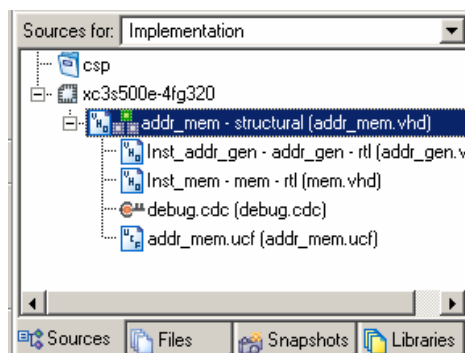 Sources for: Implementation
csp
xc3s500e-4fg320
addr_mem - structural (addr_mem.vhd)
Inst_addr_gen - addr_gen - rtl (addr_gen.v
Inst_mem - mem - rtl (mem.vhd)
debug.cdc (debug.cdc)
addr_mem.ucf (addr_mem.ucf)
Sources Files Snapshots Libraries